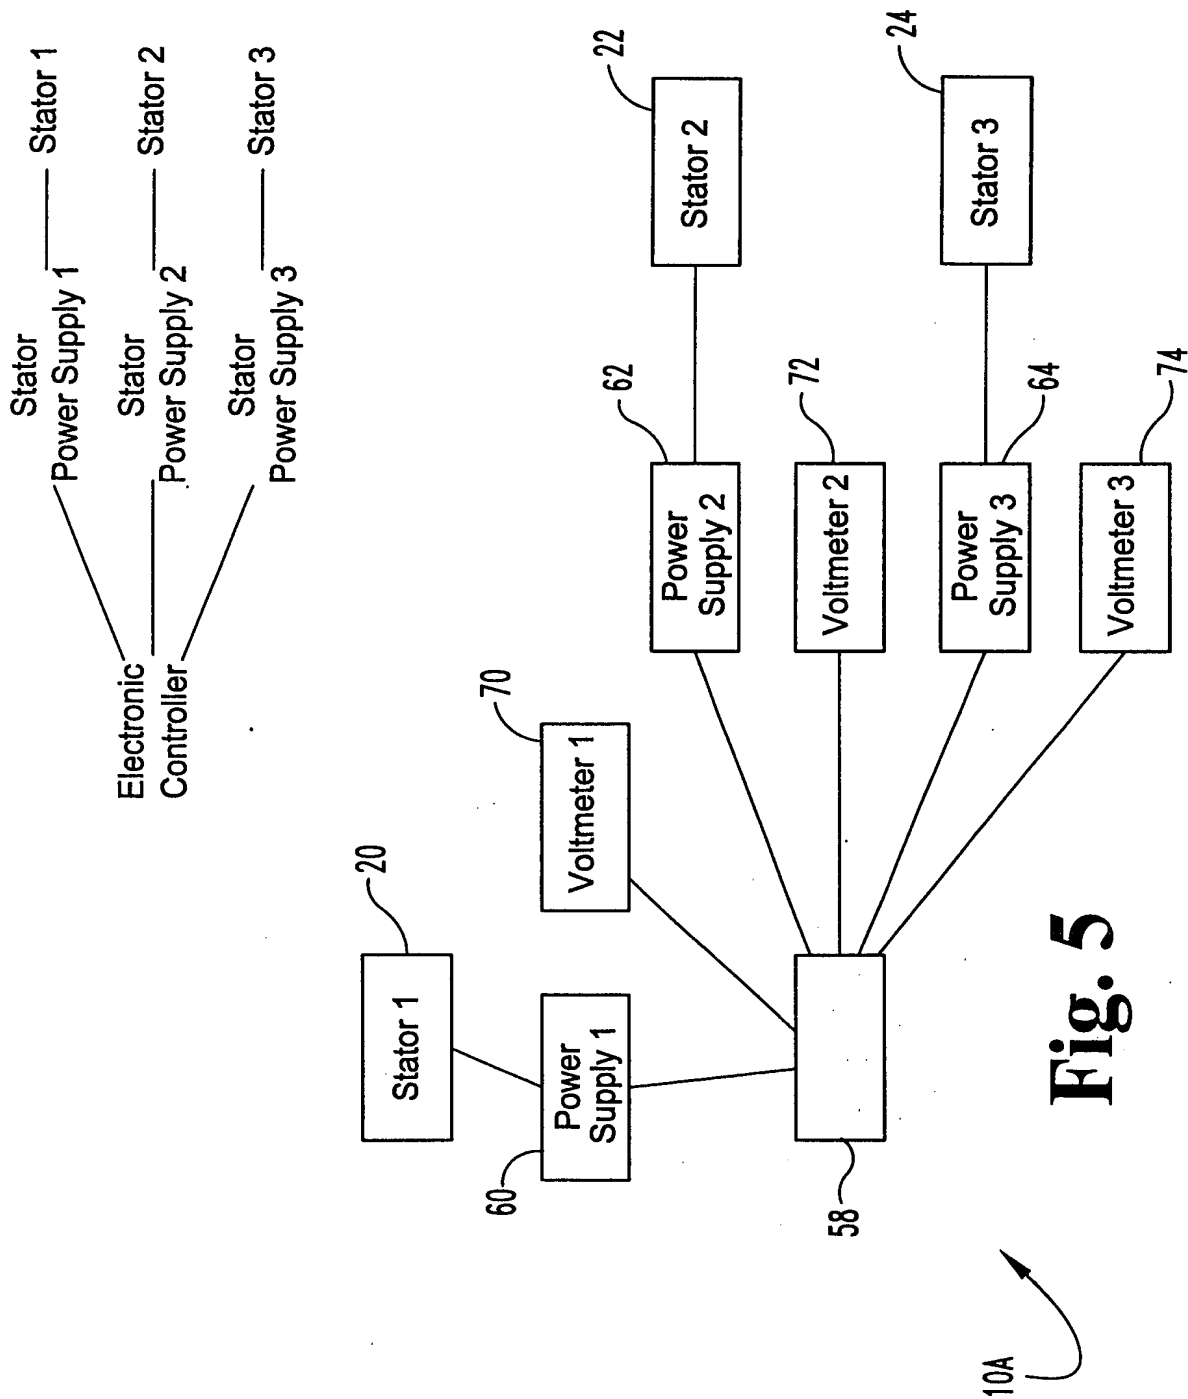 Stator
Power Supply 1
Stator 1
Electronic
Controller
Stator
Power Supply 2
Stator 2
Stator
Power Supply 3
Stator 3
20
Stator 1
60
Power
Supply 1
70
Voltmeter 1
58
62
Power
Supply 2
22
Stator 2
72
Voltmeter 2
64
Power
Supply 3
24
Stator 3
74
Voltmeter 3
10A
Fig. 5